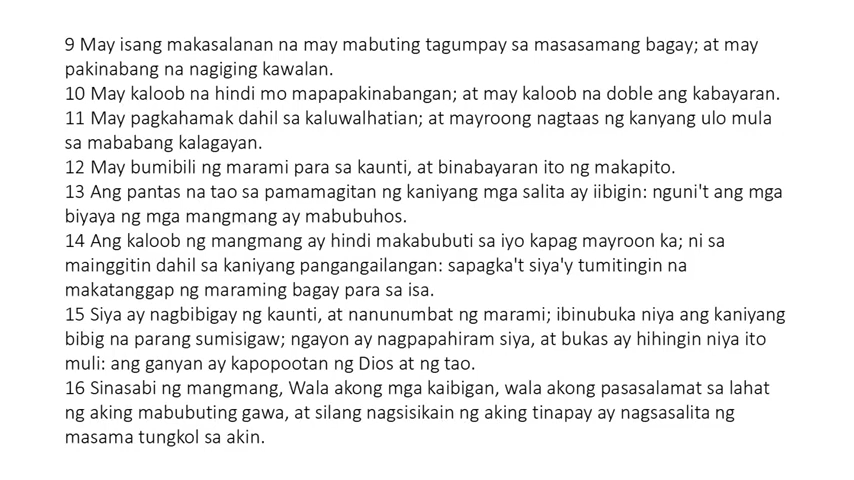 9 May isang makasalanan na may mabuting tagumpay sa masasamang bagay; at may
pakinabang na nagiging kawalan.
10 May kaloob na hindi mo mapapakinabangan; at may kaloob na doble ang kabayaran.
11 May pagkahamak dahil sa kaluwalhatian; at mayroong nagtaas ng kanyang ulo mula
sa mababang kalagayan.
12 May bumibili ng marami para sa kaunti, at binabayaran ito ng makapito.
13 Ang pantas na tao sa pamamagitan ng kaniyang mga salita ay iibigin: nguni't ang mga
biyaya ng mga mangmang ay mabubuhos.
14 Ang kaloob ng mangmang ay hindi makabubuti sa iyo kapag mayroon ka; ni sa
mainggitin dahil sa kaniyang pangangailangan: sapagka't siya'y tumitingin na
makatanggap ng maraming bagay para sa isa.
15 Siya ay nagbibigay ng kaunti, at nanunumbat ng marami; ibinubuka niya ang kaniyang
bibig na parang sumisigaw; ngayon ay nagpapahiram siya, at bukas ay hihingin niya ito
muli: ang ganyan ay kapopootan ng Dios at ng tao.
16 Sinasabi ng mangmang, Wala akong mga kaibigan, wala akong pasasalamat sa lahat
ng aking mabubuting gawa, at silang nagsisikain ng aking tinapay ay nagsasalita ng
masama tungkol sa akin.